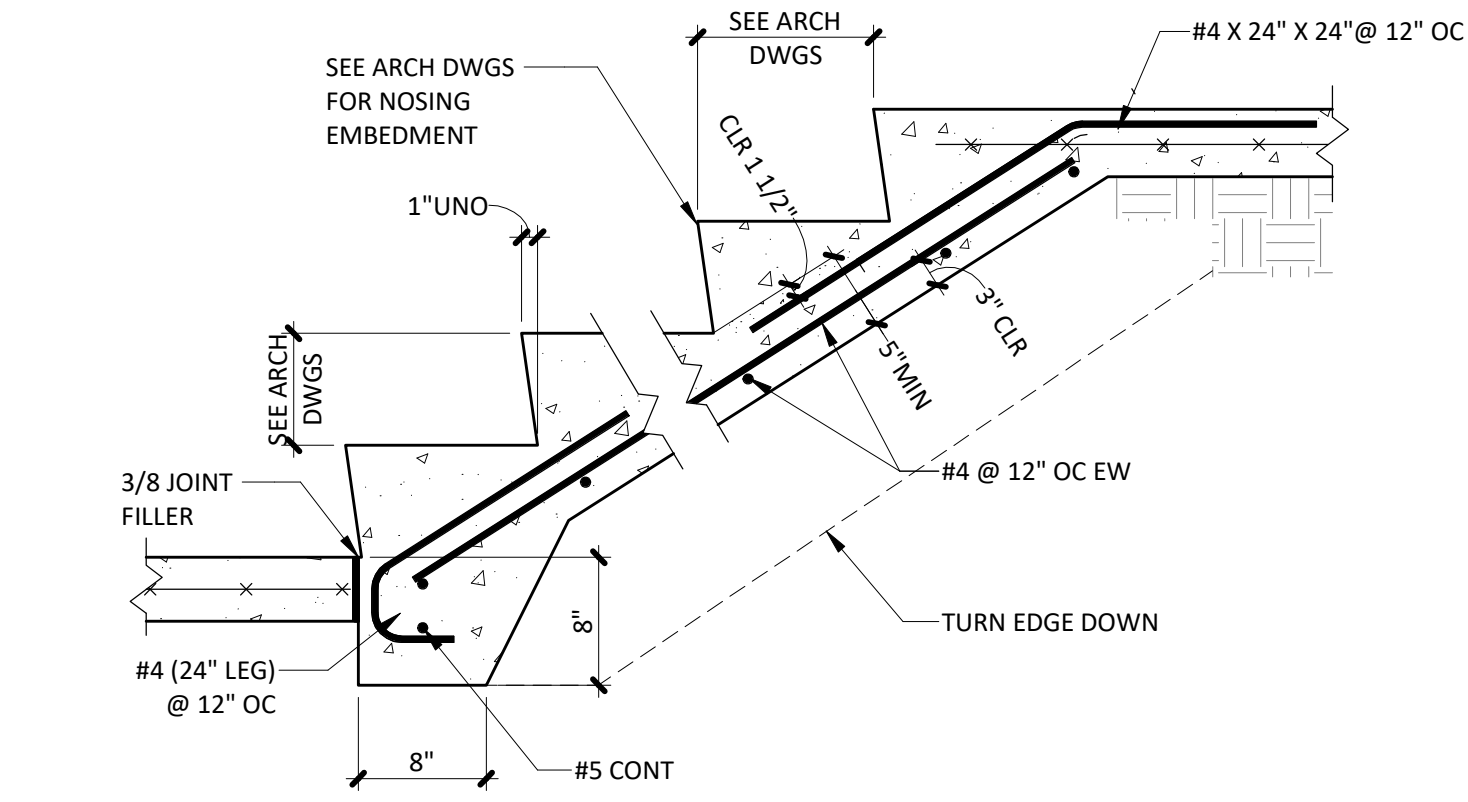 SEE ARCH
DWGS
#4 X 24" X 24"@ 12" OC
SEE ARCH DWGS
FOR NOSING
EMBEDMENT
CLR 1 1/2"
1"UNO
3" CLR
5"MIN
SEE ARCH
DWGS
#4 @ 12" OC EW
3/8 JOINT
FILLER
8"
TURN EDGE DOWN
#4 (24" LEG)
@ 12" OC
8"
#5 CONT